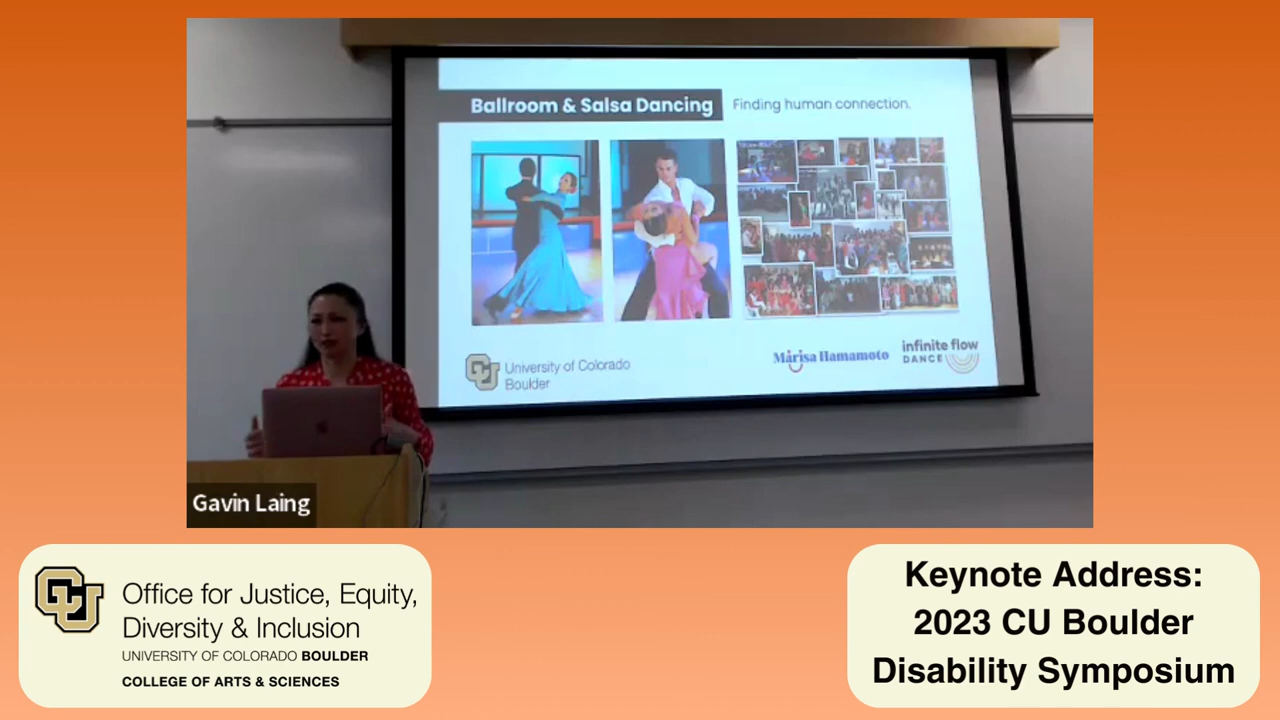 Ballroom & Salsa Dancing
Finding human connection.
CU
University of Colorado
Boulder
Marisa Hamamoto
infinite flow
DANCE
Gavin Laing
CU
Office for Justice, Equity,
Diversity & Inclusion
UNIVERSITY OF COLORADO BOULDER
COLLEGE OF ARTS & SCIENCES
Keynote Address:
2023 CU Boulder
Disability Symposium